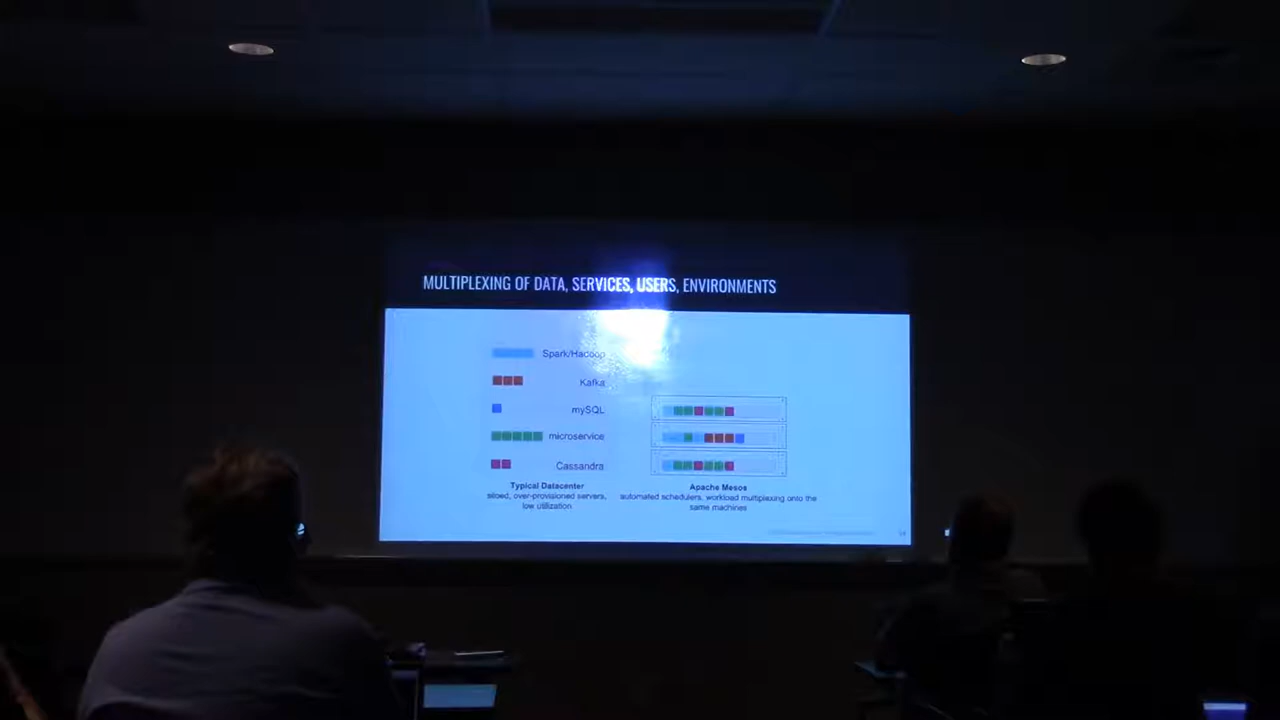 MULTIPLEXING OF DATA, SERVICES, USERS, ENVIRONMENTS
Spark/Hadoop
Kafka
mySQL
microservice
Cassandra
Typical Datacenter
siloed, over-provisioned servers,
low utilization
Apache Mesos
automated schedulers, workload multiplexing onto the
same machines